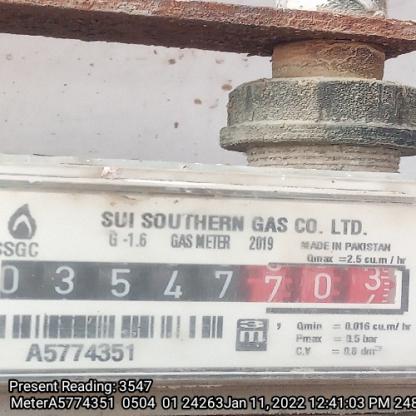 SUI SOUTHERN GAS CO. LTD.
SSGC
G -1.6 GAS METER 2019
MADE IN PAKISTAN
Qmax =2.5 cu.m / hr
0 3 5 4 7 7 0 3
m³
Qmin = 0.016 cu.m/hr
Pmax = 0.5 bar
C.V = 0.8 dm³
A5774351
Present Reading: 3547
MeterA5774351 0504 01 24263Jan 11, 2022 12:41:03 PM 248